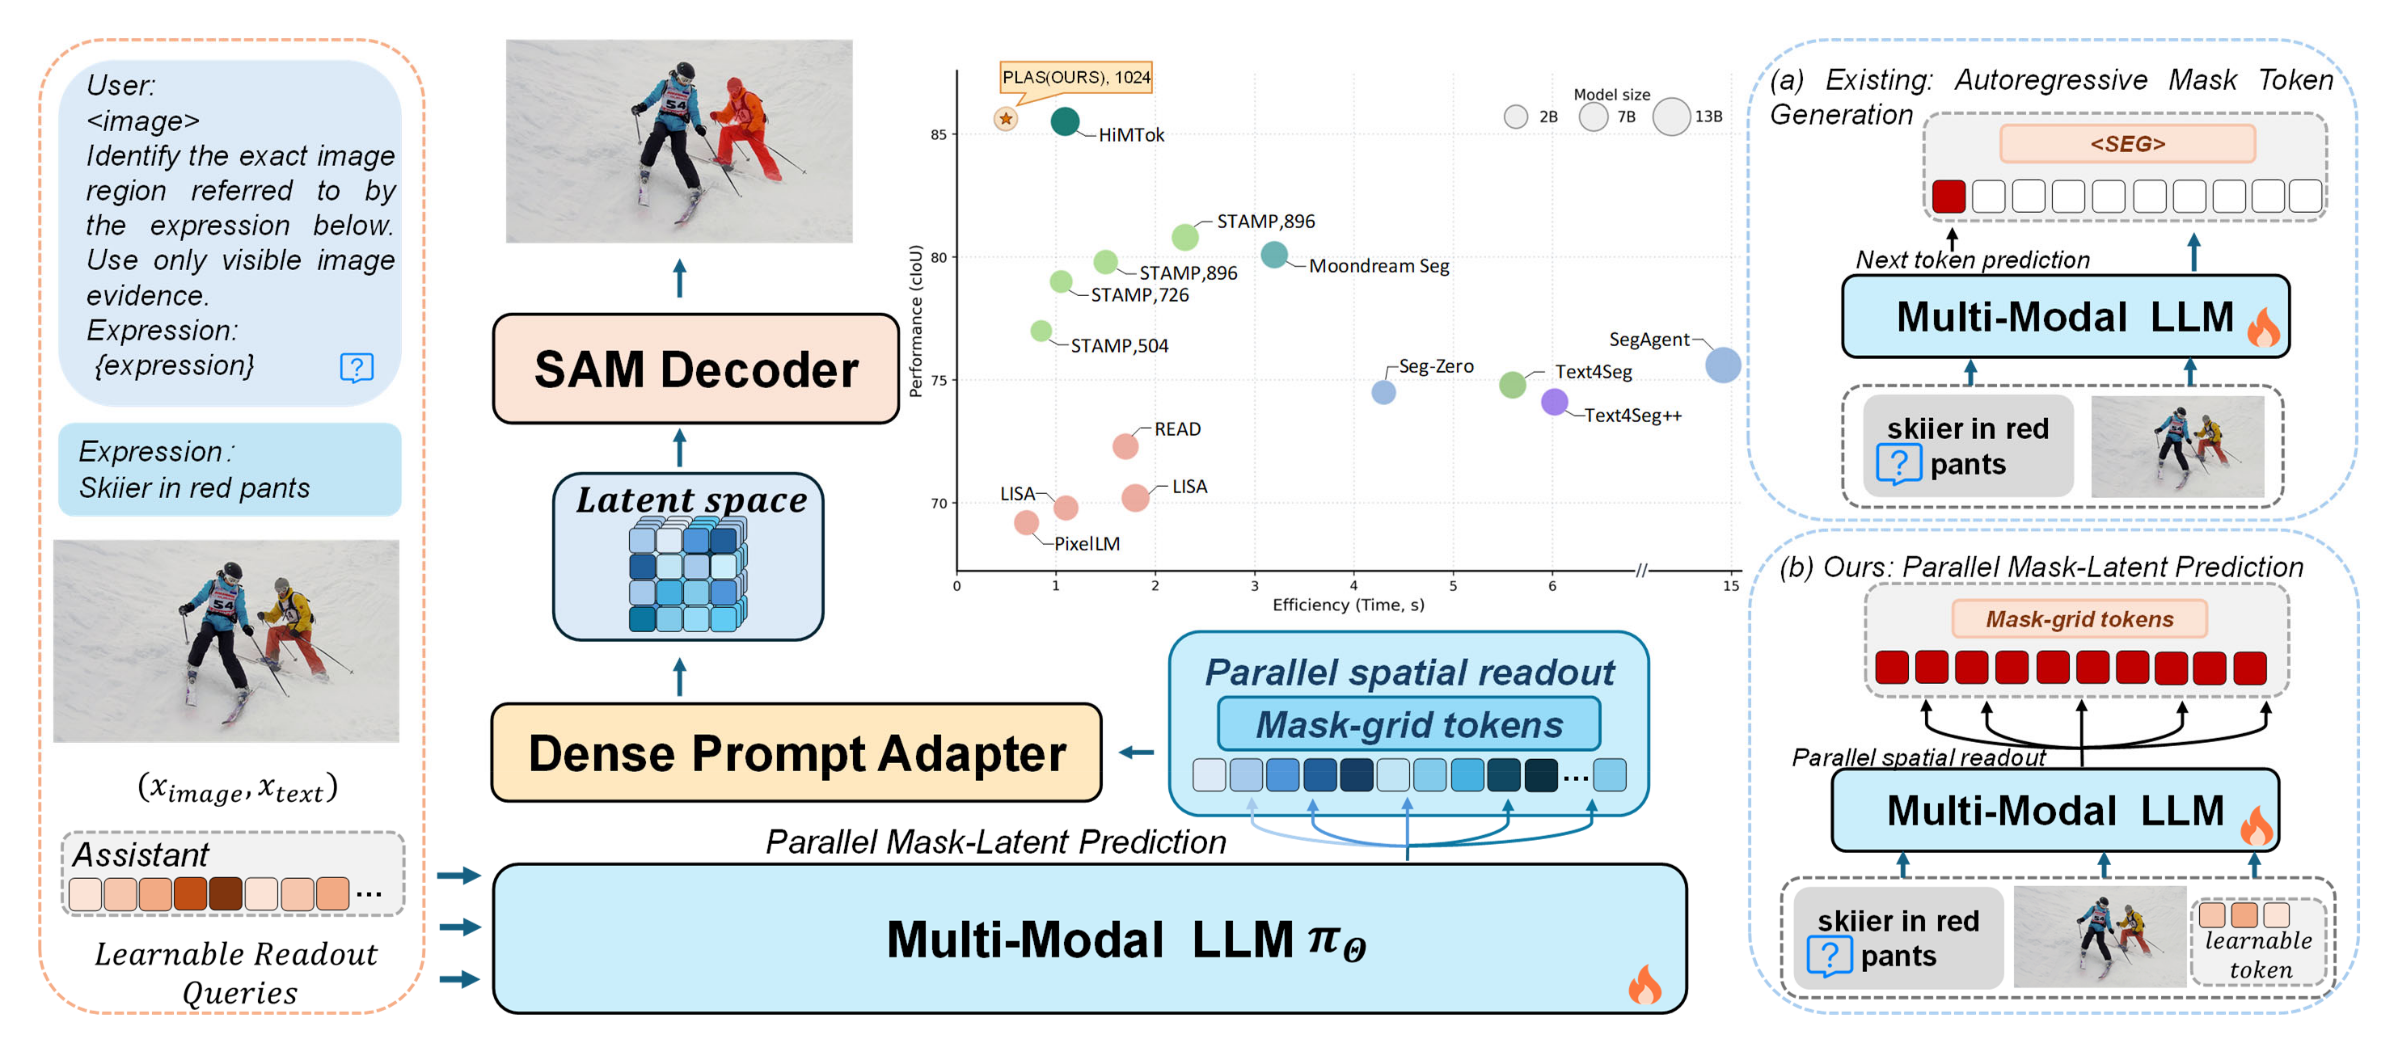 User:
<image>
Identify the exact image
region referred to by
the expression below.
Use only visible image
evidence.
Expression:
{expression}
?
Expression:
Skiier in red pants
54
(x_image, x_text)
Assistant
...
Learnable Readout
Queries
54
SAM Decoder
Latent space
Dense Prompt Adapter
Parallel Mask-Latent Prediction
Multi-Modal LLM π_Θ
Parallel spatial readout
Mask-grid tokens
...
PLAS(OURS), 1024
HiMTok
Model size
2B
7B
13B
STAMP,896
STAMP,896
STAMP,726
STAMP,504
Moondream Seg
SegAgent
Seg-Zero
Text4Seg
Text4Seg++
READ
LISA
LISA
PixelLM
Performance (cIoU)
85
80
75
70
0
1
2
3
4
5
6
15
Efficiency (Time, s)
(a) Existing: Autoregressive Mask Token
Generation
<SEG>
Next token prediction
Multi-Modal LLM
skiier in red
? pants
(b) Ours: Parallel Mask-Latent Prediction
Mask-grid tokens
Parallel spatial readout
Multi-Modal LLM
skiier in red
? pants
learnable
token